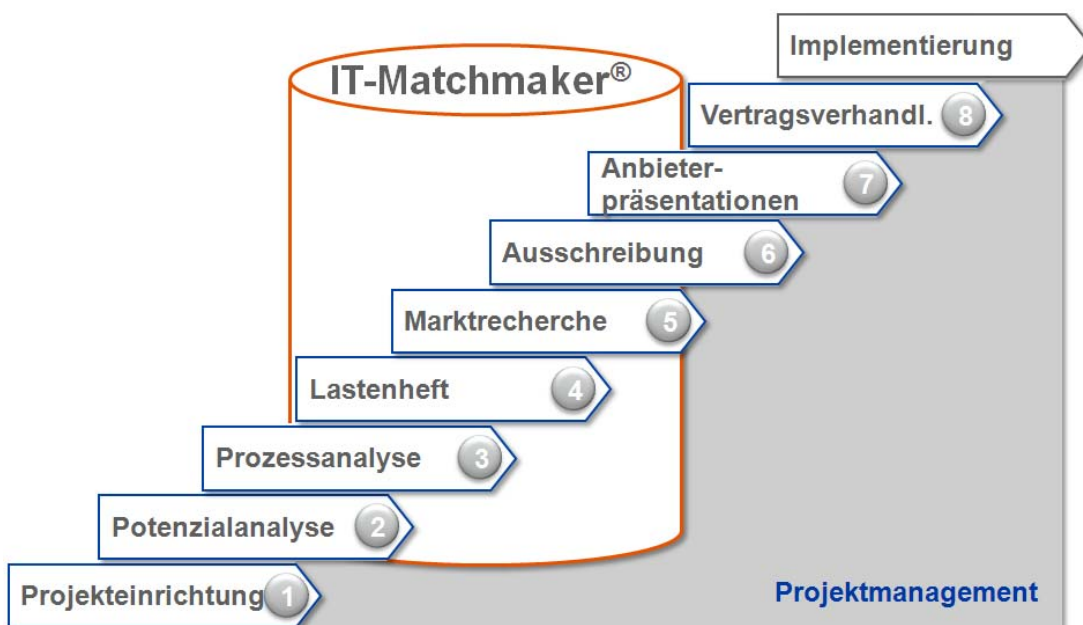 Implementierung
IT-Matchmaker®
Vertragsverhandl. 8
Anbieter-
präsentationen 7
Ausschreibung 6
Marktrecherche 5
Lastenheft 4
Prozessanalyse 3
Potenzialanalyse 2
Projekteinrichtung 1
Projektmanagement